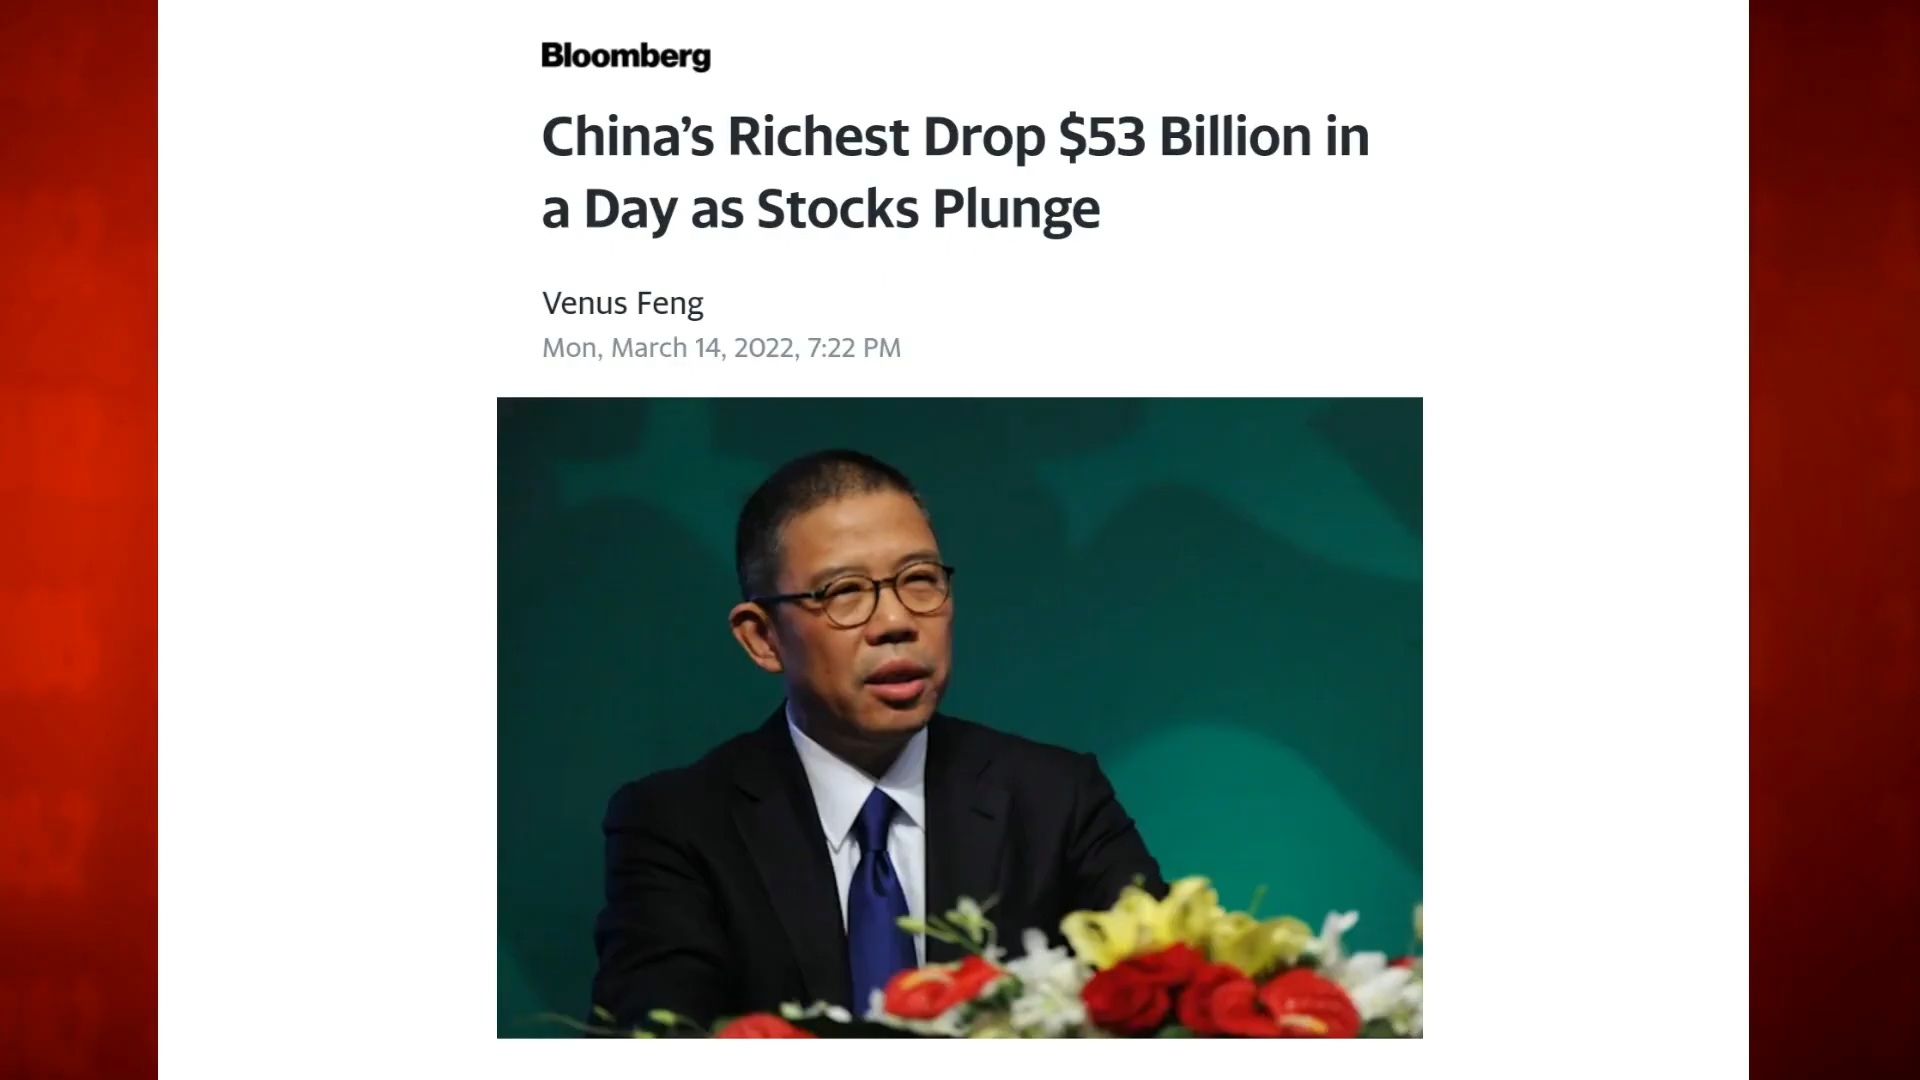 Bloomberg
China’s Richest Drop $53 Billion in
a Day as Stocks Plunge
Venus Feng
Mon, March 14, 2022, 7:22 PM